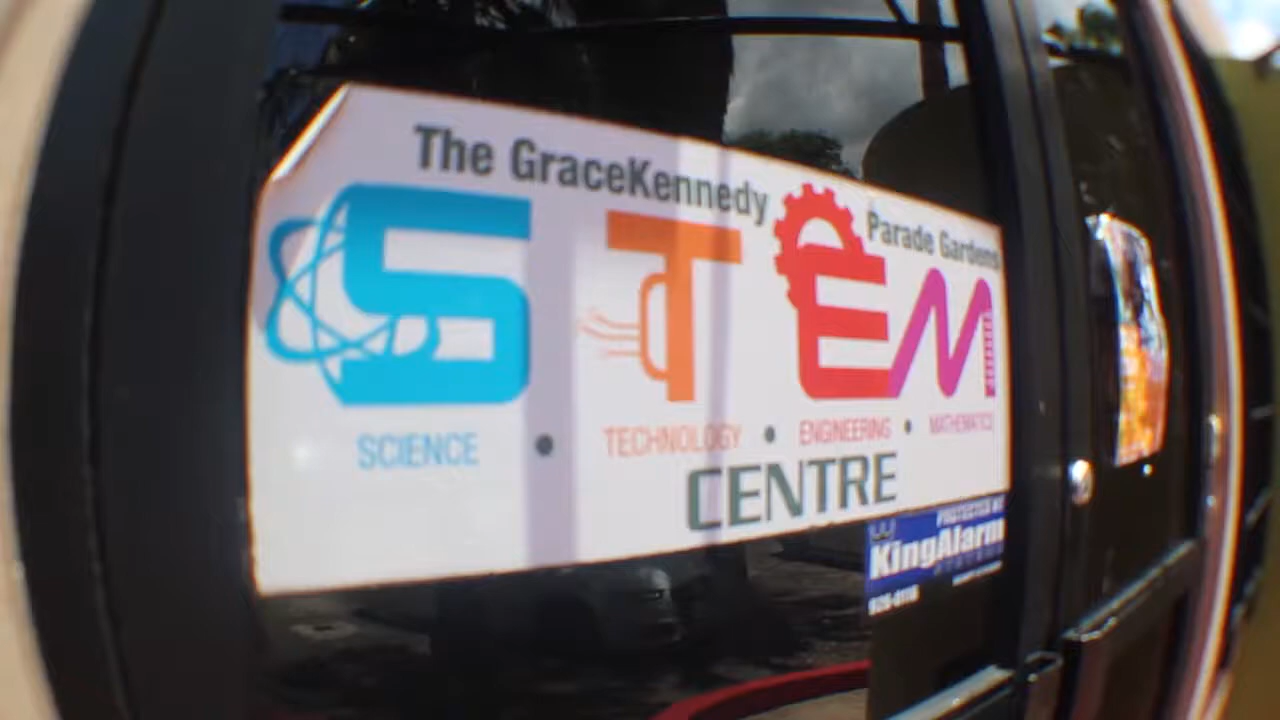 The GraceKennedy
Parade Gardens
STEM
SCIENCE • TECHNOLOGY • ENGINEERING • MATHEMATICS
CENTRE
PROTECTED BY
KingAlarm